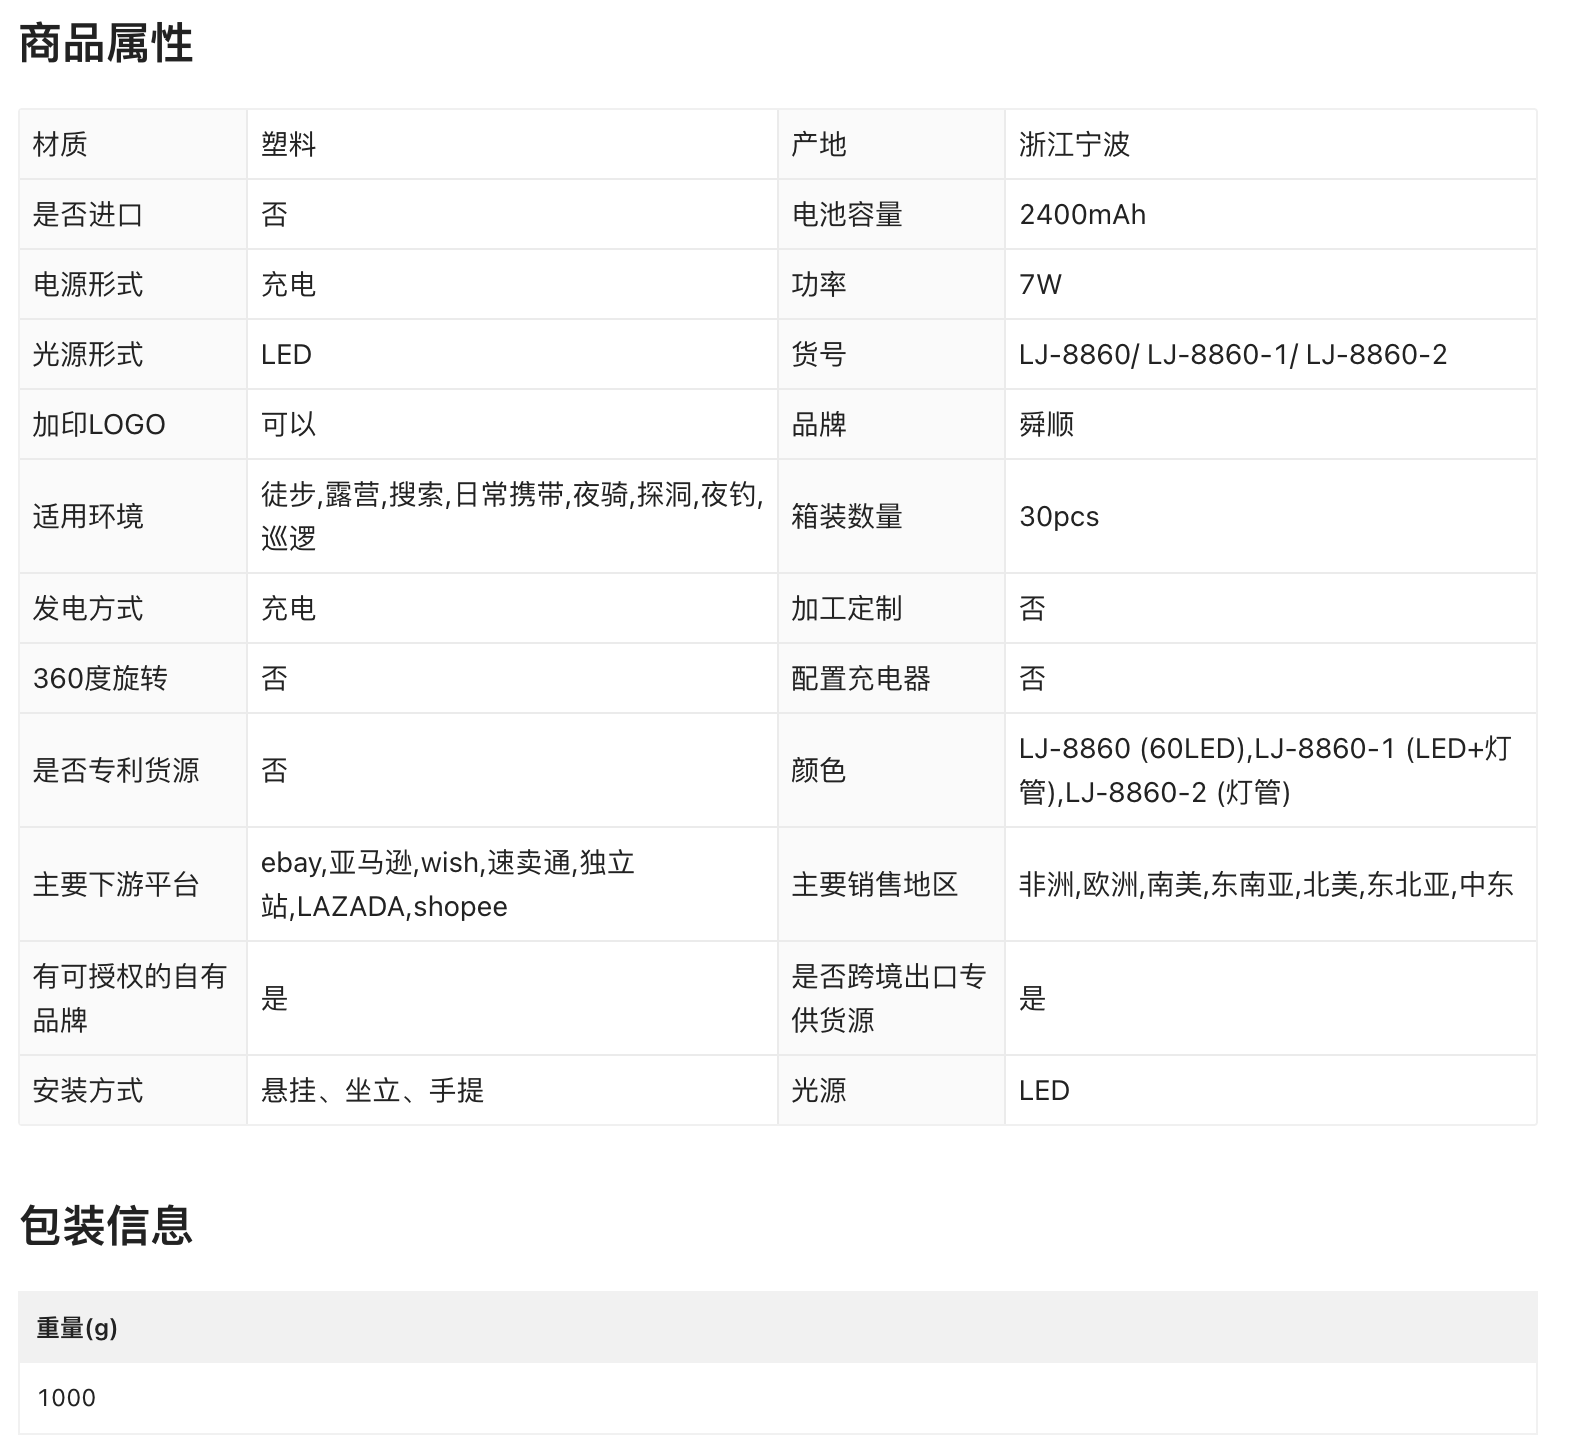 商品属性
材质 塑料 产地 浙江宁波
是否进口 否 电池容量 2400mAh
电源形式 充电 功率 7W
光源形式 LED 货号 LJ-8860/ LJ-8860-1/ LJ-8860-2
加印LOGO 可以 品牌 舜顺
适用环境
徒步,露营,搜索,日常携带,夜骑,探洞,夜钓,
巡逻
箱装数量 30pcs
发电方式 充电 加工定制 否
360度旋转 否 配置充电器 否
是否专利货源 否 颜色
LJ-8860 (60LED),LJ-8860-1 (LED+灯
管),LJ-8860-2 (灯管)
主要下游平台
ebay,亚马逊,wish,速卖通,独立
站,LAZADA,shopee
主要销售地区 非洲,欧洲,南美,东南亚,北美,东北亚,中东
有可授权的自有
品牌
是
是否跨境出口专
供货源
是
安装方式 悬挂、坐立、手提 光源 LED
包装信息
重量(g)
1000